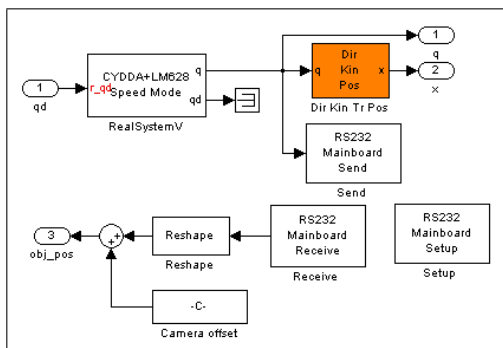 1
qd
r_qd
CYDDA+LM628
Speed Mode
q
qd
RealSystemV
q
Dir
Kin
Pos
x
Dir Kin Tr Pos
1
q
2
x
RS232
Mainboard
Send
Send
3
obj_pos
+
+
Reshape
Reshape
RS232
Mainboard
Receive
Receive
RS232
Mainboard
Setup
Setup
-C-
Camera offset